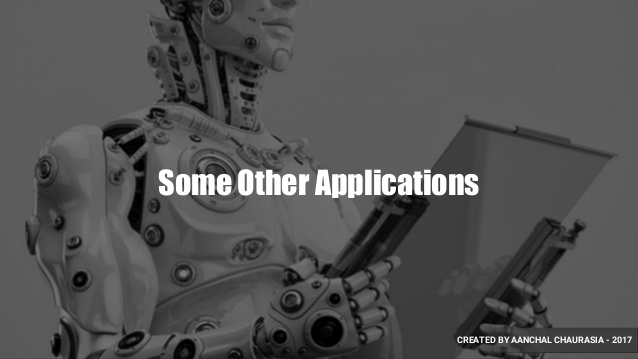 Some Other Applications
CREATED BY AANCHAL CHAURASIA - 2017